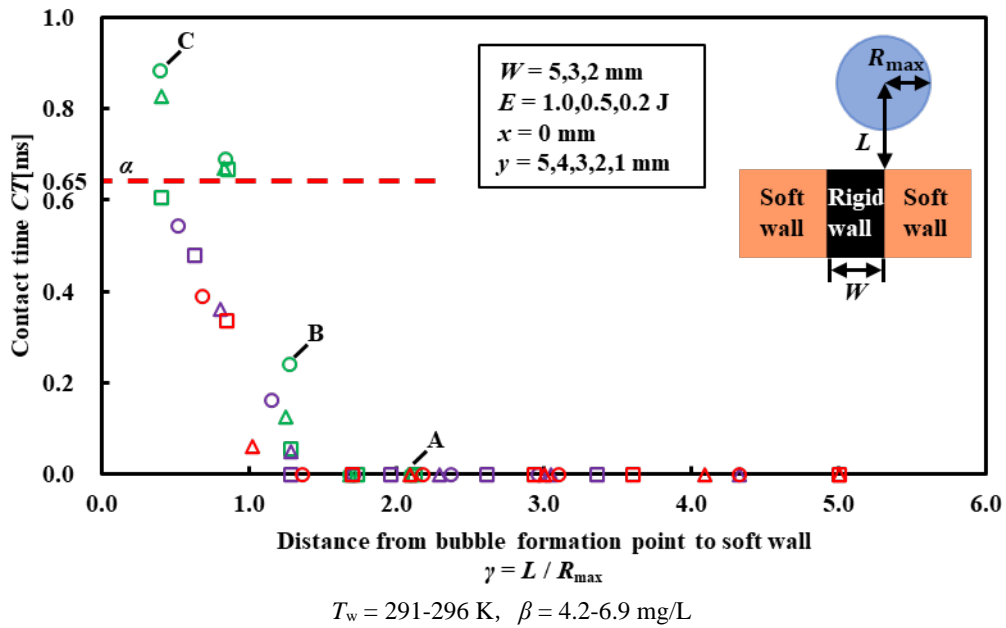 1.0
0.8
0.65
0.6
0.4
0.2
0.0
Contact time CT[ms]
C
α
B
A
W = 5,3,2 mm
E = 1.0,0.5,0.2 J
x = 0 mm
y = 5,4,3,2,1 mm
Rmax
L
Soft wall
Rigid wall
Soft wall
W
0.0 1.0 2.0 3.0 4.0 5.0 6.0
Distance from bubble formation point to soft wall
γ = L / Rmax
Tw = 291-296 K, β = 4.2-6.9 mg/L